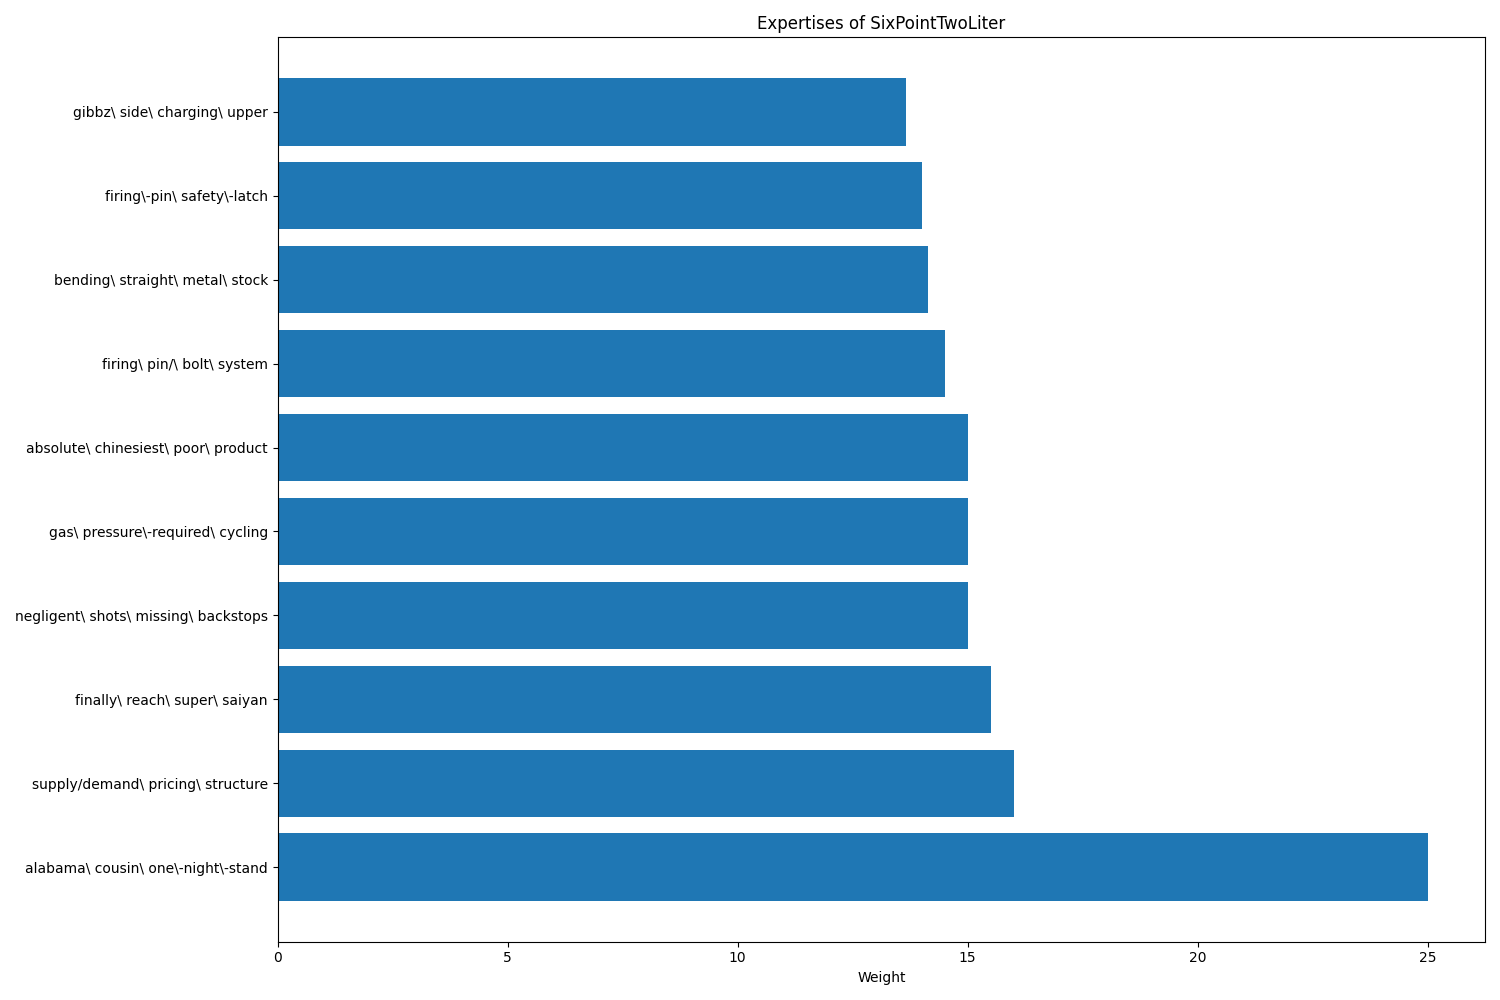 Expertises of SixPointTwoLiter
gibbz\ side\ charging\ upper
firing\-pin\ safety\-latch
bending\ straight\ metal\ stock
firing\ pin/\ bolt\ system
absolute\ chinesiest\ poor\ product
gas\ pressure\-required\ cycling
negligent\ shots\ missing\ backstops
finally\ reach\ super\ saiyan
supply/demand\ pricing\ structure
alabama\ cousin\ one\-night\-stand
0 5 10 15 20 25
Weight